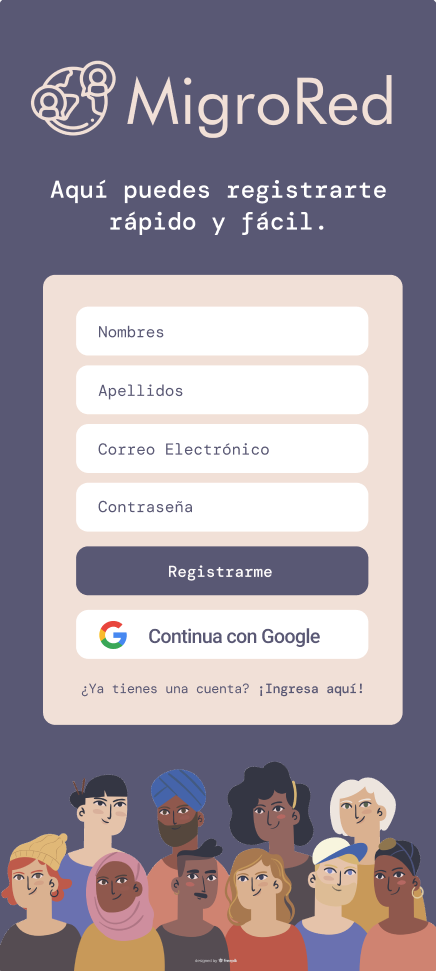 MigroRed
Aquí puedes registrarte
rápido y fácil.
Nombres
Apellidos
Correo Electrónico
Contraseña
Registrarme
Continua con Google
¿Ya tienes una cuenta? ¡Ingresa aquí!
designed by freepik